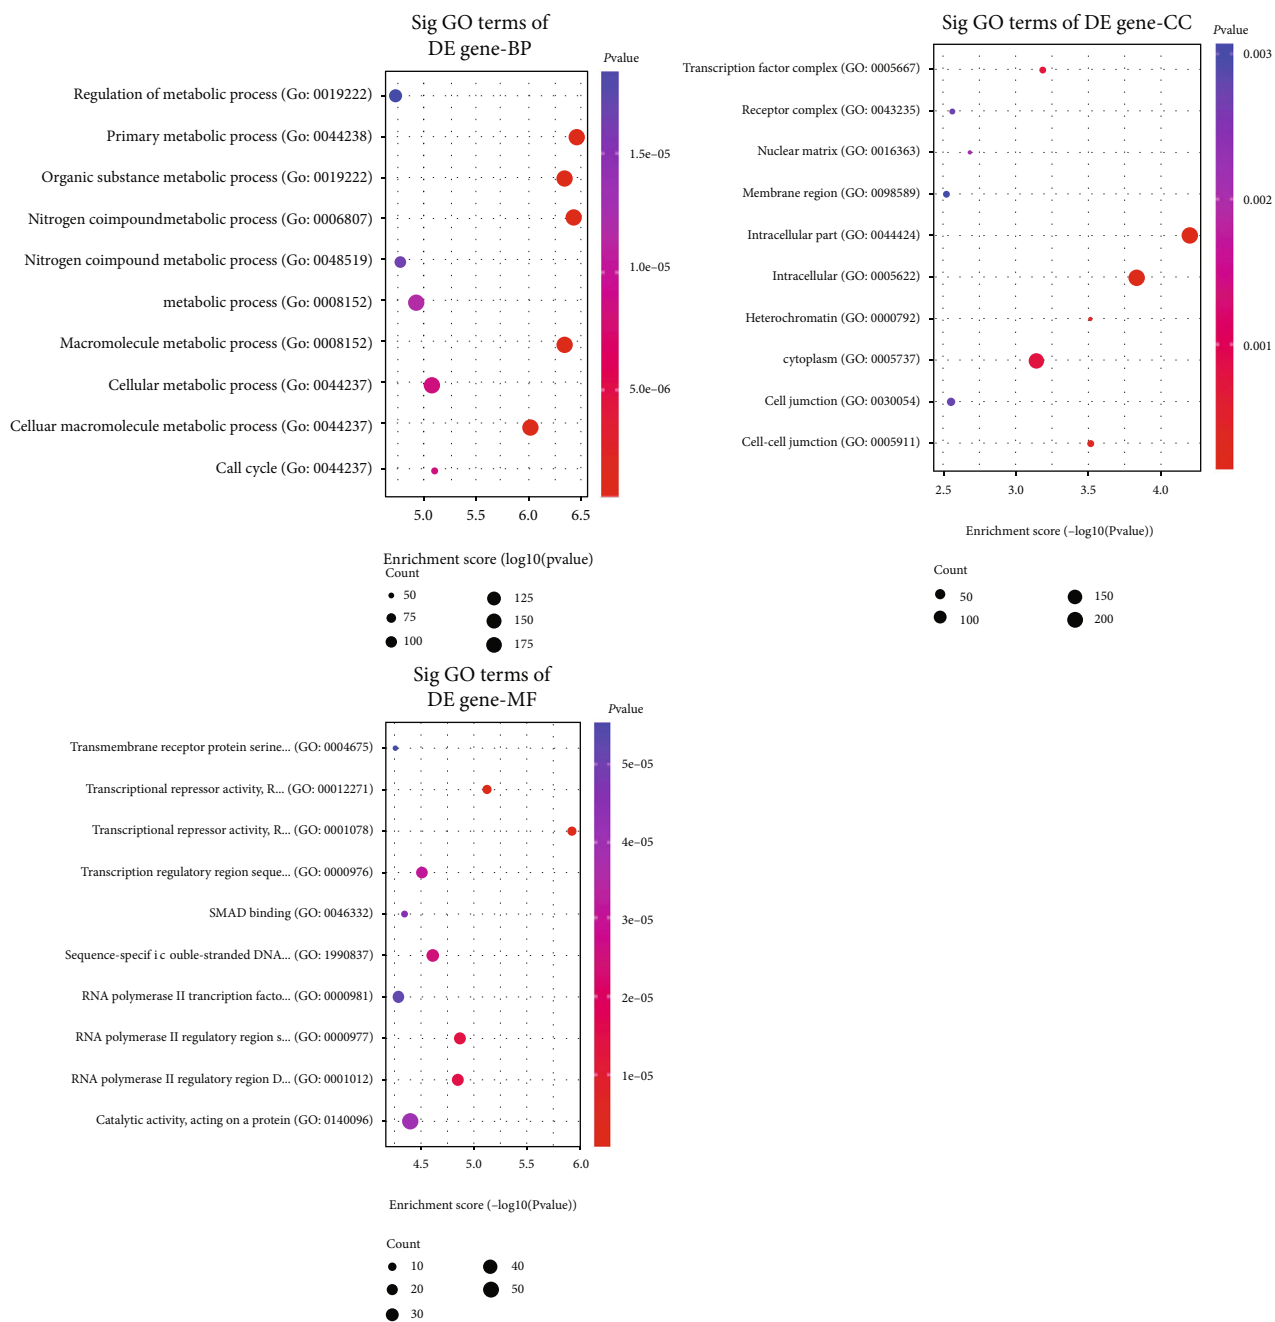 Sig GO terms of
DE gene-BP
Pvalue
Regulation of metabolic process (Go: 0019222)
Primary metabolic process (Go: 0044238)
Organic substance metabolic process (Go: 0019222)
Nitrogen coimpoundmetabolic process (Go: 0006807)
Nitrogen coimpound metabolic process (Go: 0048519)
metabolic process (Go: 0008152)
Macromolecule metabolic process (Go: 0008152)
Cellular metabolic process (Go: 0044237)
Celluar macromolecule metabolic process (Go: 0044237)
Call cycle (Go: 0044237)
1.5e–05
1.0e–05
5.0e–06
5.0 5.5 6.0 6.5
Enrichment score (log10(pvalue)
Count
50 125
75 150
100 175
Sig GO terms of DE gene-CC
Pvalue
Transcription factor complex (GO: 0005667)
Receptor complex (GO: 0043235)
Nuclear matrix (GO: 0016363)
Membrane region (GO: 0098589)
Intracellular part (GO: 0044424)
Intracellular (GO: 0005622)
Heterochromatin (GO: 0000792)
cytoplasm (GO: 0005737)
Cell jumction (GO: 0030054)
Cell-cell jumction (GO: 0005911)
0.003
0.002
0.001
2.5 3.0 3.5 4.0
Enrichment score (–log10(Pvalue))
Count
50 150
100 200
Sig GO terms of
DE gene-MF
Pvalue
Transmembrane receptor protein serine... (GO: 0004675)
Transcriptional repressor activity, R... (GO: 00012271)
Transcriptional repressor activity, R... (GO: 0001078)
Transcription regulatory region seque... (GO: 0000976)
SMAD binding (GO: 0046332)
Sequence-specif i c ouble-stranded DNA... (GO: 1990837)
RNA polymerase II trancription facto... (GO: 0000981)
RNA polymerase II regulatory region s... (GO: 0000977)
RNA polymerase II regulatory region D... (GO: 0001012)
Catalytic activity, acting on a protein (GO: 0140096)
5e–05
4e–05
3e–05
2e–05
1e–05
4.5 5.0 5.5 6.0
Enrichment score (–log10(Pvalue))
Count
10 40
20 50
30